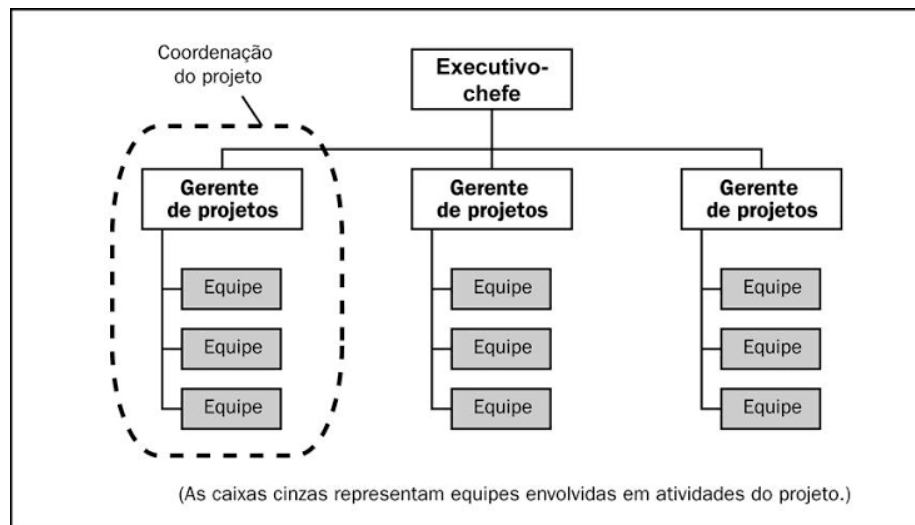 Coordenação
do projeto
Executivo-
chefe
Gerente
de projetos
Gerente
de projetos
Gerente
de projetos
Equipe
Equipe
Equipe
Equipe
Equipe
Equipe
Equipe
Equipe
Equipe
(As caixas cinzas representam equipes envolvidas em atividades do projeto.)